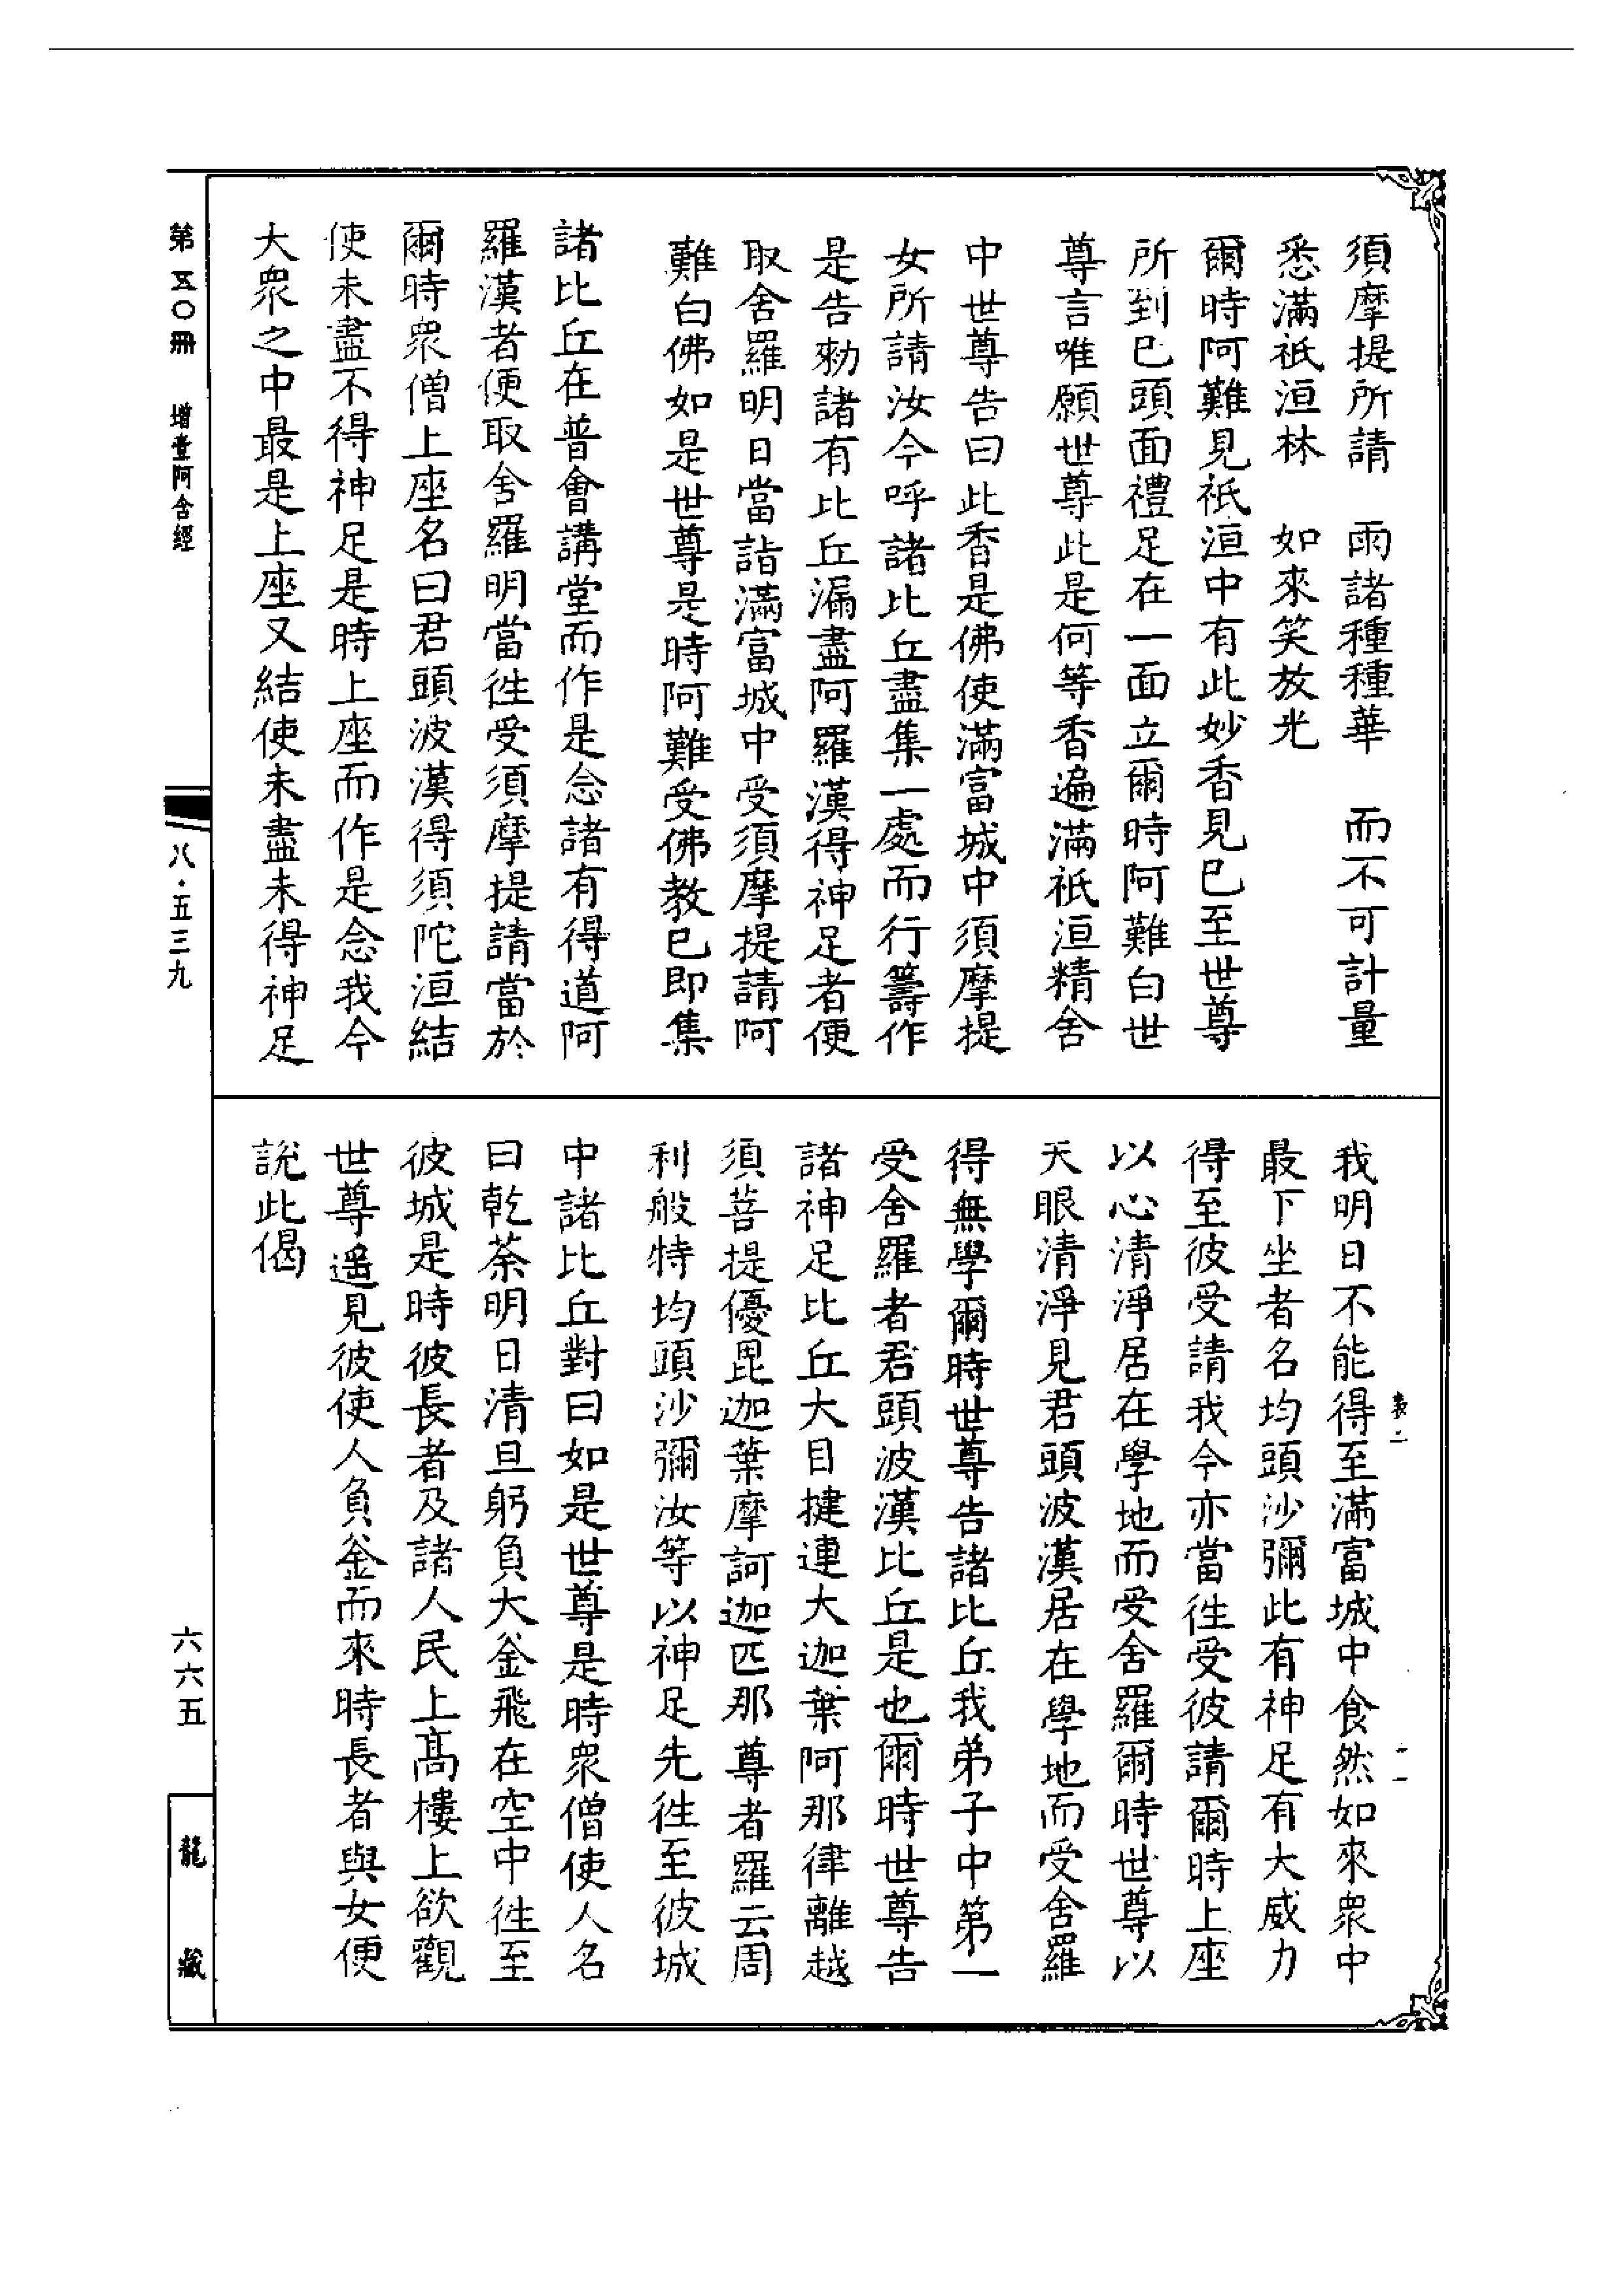 須摩提所請　雨諸種種華　而不可計量
悉滿祇洹林　如來笑放光
爾時阿難見祇洹中有此妙香見已至世尊
所到已頭面禮足在一面立爾時阿難白世
尊言唯願世尊此是何等香遍滿祇洹精舍
中世尊告曰此香是佛使滿富城中須摩提
女所請汝今呼諸比丘盡集一處而行籌作
是告勑諸有比丘漏盡阿羅漢得神足者便
取舍羅明日當詣滿富城中受須摩提請阿
難白佛如是世尊是時阿難受佛教已即集
諸比丘在普會講堂而作是念諸有得道阿
羅漢者便取舍羅明當徃受須摩提請當於
爾時眾僧上座名曰君頭波漢得須陀洹結
使未盡不得神足是時上座而作是念我今
大眾之中最是上座又結使未盡未得神足
我明日不能得至滿富城中食然如來眾中
最下坐者名均頭沙彌此有神足有大威力
得至彼受請我今亦當徃受彼請爾時上座
以心清淨居在學地而受舍羅爾時世尊以
天眼清淨見君頭波漢居在學地而受舍羅
得無學爾時世尊告諸比丘我弟子中第一
受舍羅者君頭波漢比丘是也爾時世尊告
諸神足比丘大目揵連大迦葉阿那律離越
須菩提優毘迦葉摩訶迦匹那尊者羅云周
利般特均頭沙彌汝等以神足先徃至彼城
中諸比丘對曰如是世尊是時眾僧使人名
曰乾荼明日清旦躬負大釜飛在空中徃至
彼城是時彼長者及諸人民上高樓上欲觀
世尊遥見彼使人負釜而來時長者與女便
說此偈
第五〇冊　增壹阿含經
八·五三九
六六五
龍藏